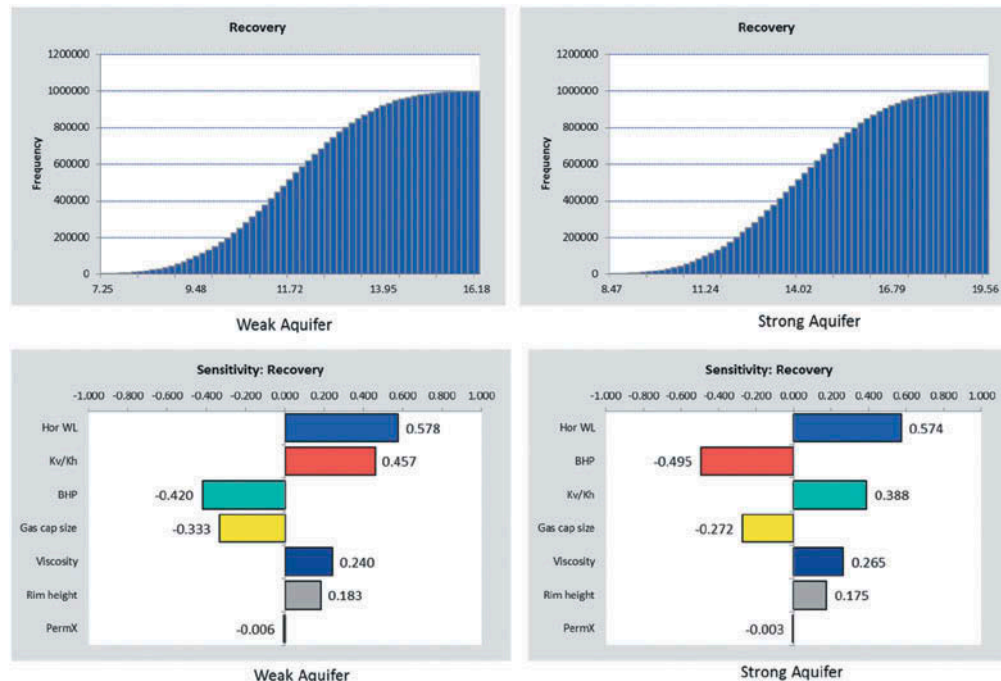 Recovery
1200000
1000000
800000
600000
400000
200000
0
Frequency
7.25 9.48 11.72 13.95 16.18
Weak Aquifer
Recovery
1200000
1000000
800000
600000
400000
200000
0
Frequency
8.47 11.24 14.02 16.79 19.56
Strong Aquifer
Sensitivity: Recovery
-1.000 -0.800 -0.600 -0.400 -0.200 0.000 0.200 0.400 0.600 0.800 1.000
Hor WL 0.578
Kv/Kh 0.457
BHP -0.420
Gas cap size -0.333
Viscosity 0.240
Rim height 0.183
PermX -0.006
Weak Aquifer
Sensitivity: Recovery
-1.000 -0.800 -0.600 -0.400 -0.200 0.000 0.200 0.400 0.600 0.800 1.000
Hor WL 0.574
BHP -0.495
Kv/Kh 0.388
Gas cap size -0.272
Viscosity 0.265
Rim height 0.175
PermX -0.003
Strong Aquifer